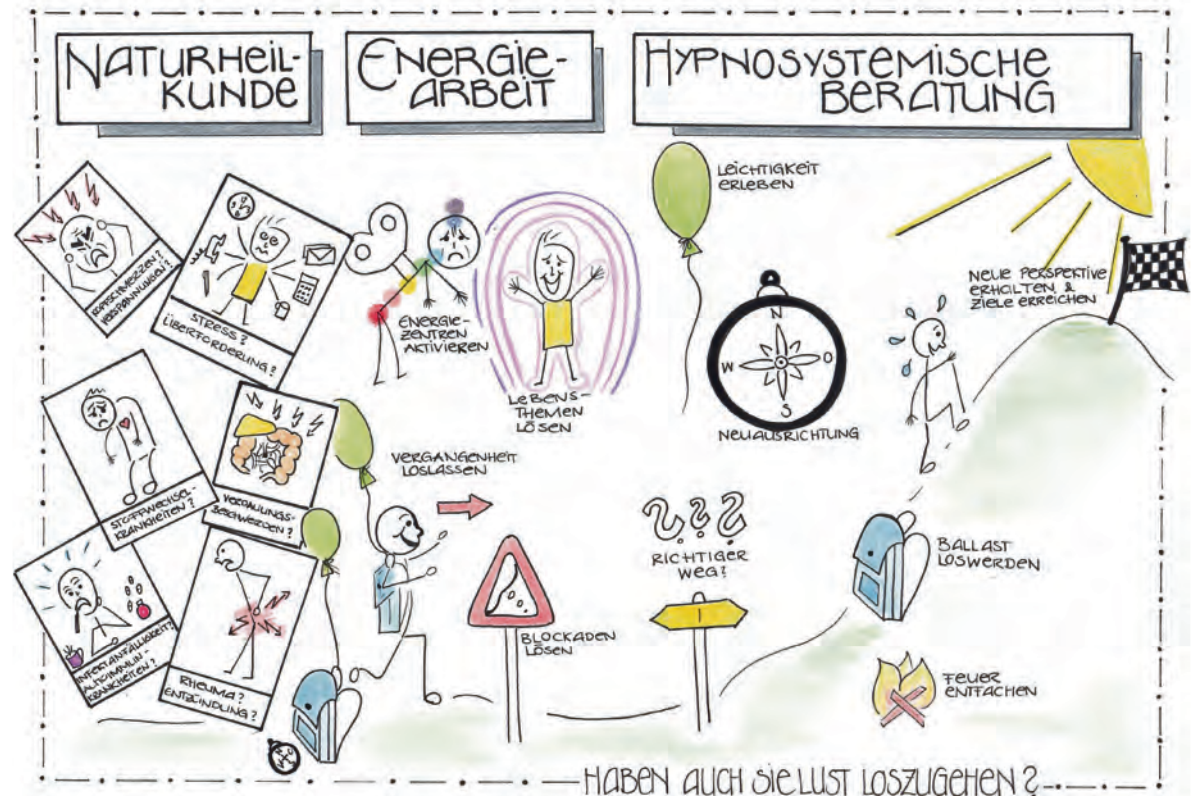 NATURHEIL-
KUNDE
ENERGIE-
ARBEIT
HYPNOSYSTEMISCHE
BERATUNG
KOPFSCHMERZEN?
VERSPANNUNGEN?
STRESS?
ÜBERFORDERUNG?
STOFFWECHSEL-
KRANKHEITEN?
VERDAUUNGS-
BESCHWERDEN?
INFEKTANFÄLLIGKEIT?
AUTOIMMUN-
KRANKHEITEN?
RHEUMA?
ENTZÜNDUNG?
ENERGIE-
ZENTREN
AKTIVIEREN
LEBENS-
THEMEN
LÖSEN
VERGANGENHEIT
LOSLASSEN
BLOCKADEN
LÖSEN
LEICHTIGKEIT
ERLEBEN
N
W
O
S
NEUAUSRICHTUNG
???
RICHTIGER
WEG?
NEUE PERSPEKTIVE
ERHALTEN &
ZIELE ERREICHEN
BALLAST
LOSWERDEN
FEUER
ENTFACHEN
HABEN AUCH SIE LUST LOSZUGEHEN?